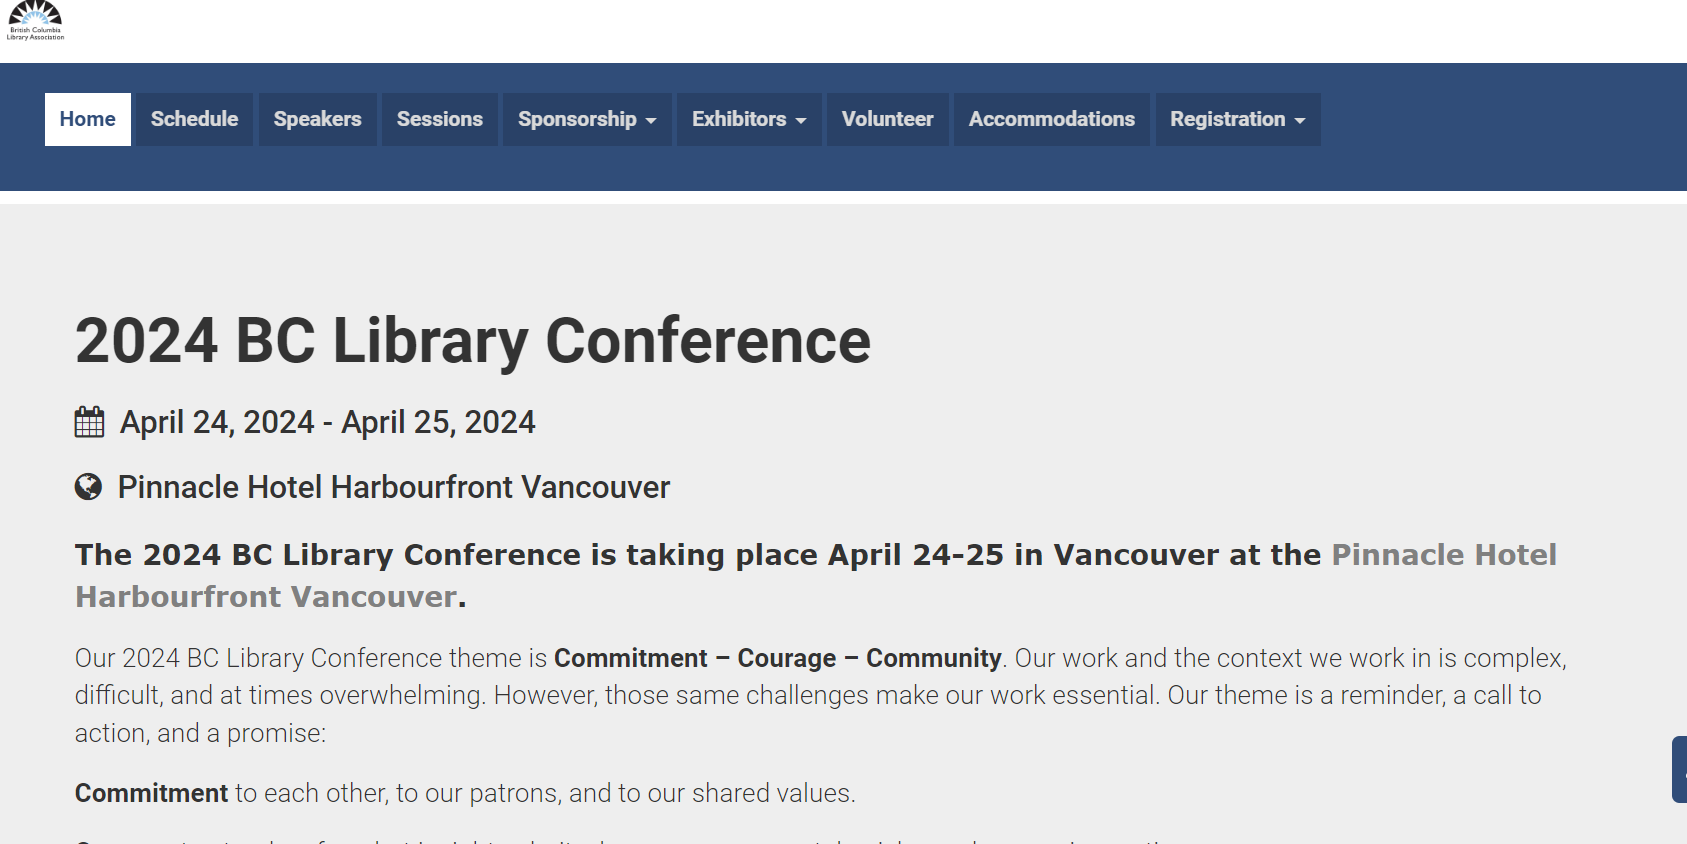 British Columbia
Library Association
Home Schedule Speakers Sessions Sponsorship Exhibitors Volunteer Accommodations Registration
2024 BC Library Conference
April 24, 2024 - April 25, 2024
Pinnacle Hotel Harbourfront Vancouver
The 2024 BC Library Conference is taking place April 24-25 in Vancouver at the Pinnacle Hotel
Harbourfront Vancouver.
Our 2024 BC Library Conference theme is Commitment – Courage – Community. Our work and the context we work in is complex,
difficult, and at times overwhelming. However, those same challenges make our work essential. Our theme is a reminder, a call to
action, and a promise:
Commitment to each other, to our patrons, and to our shared values.